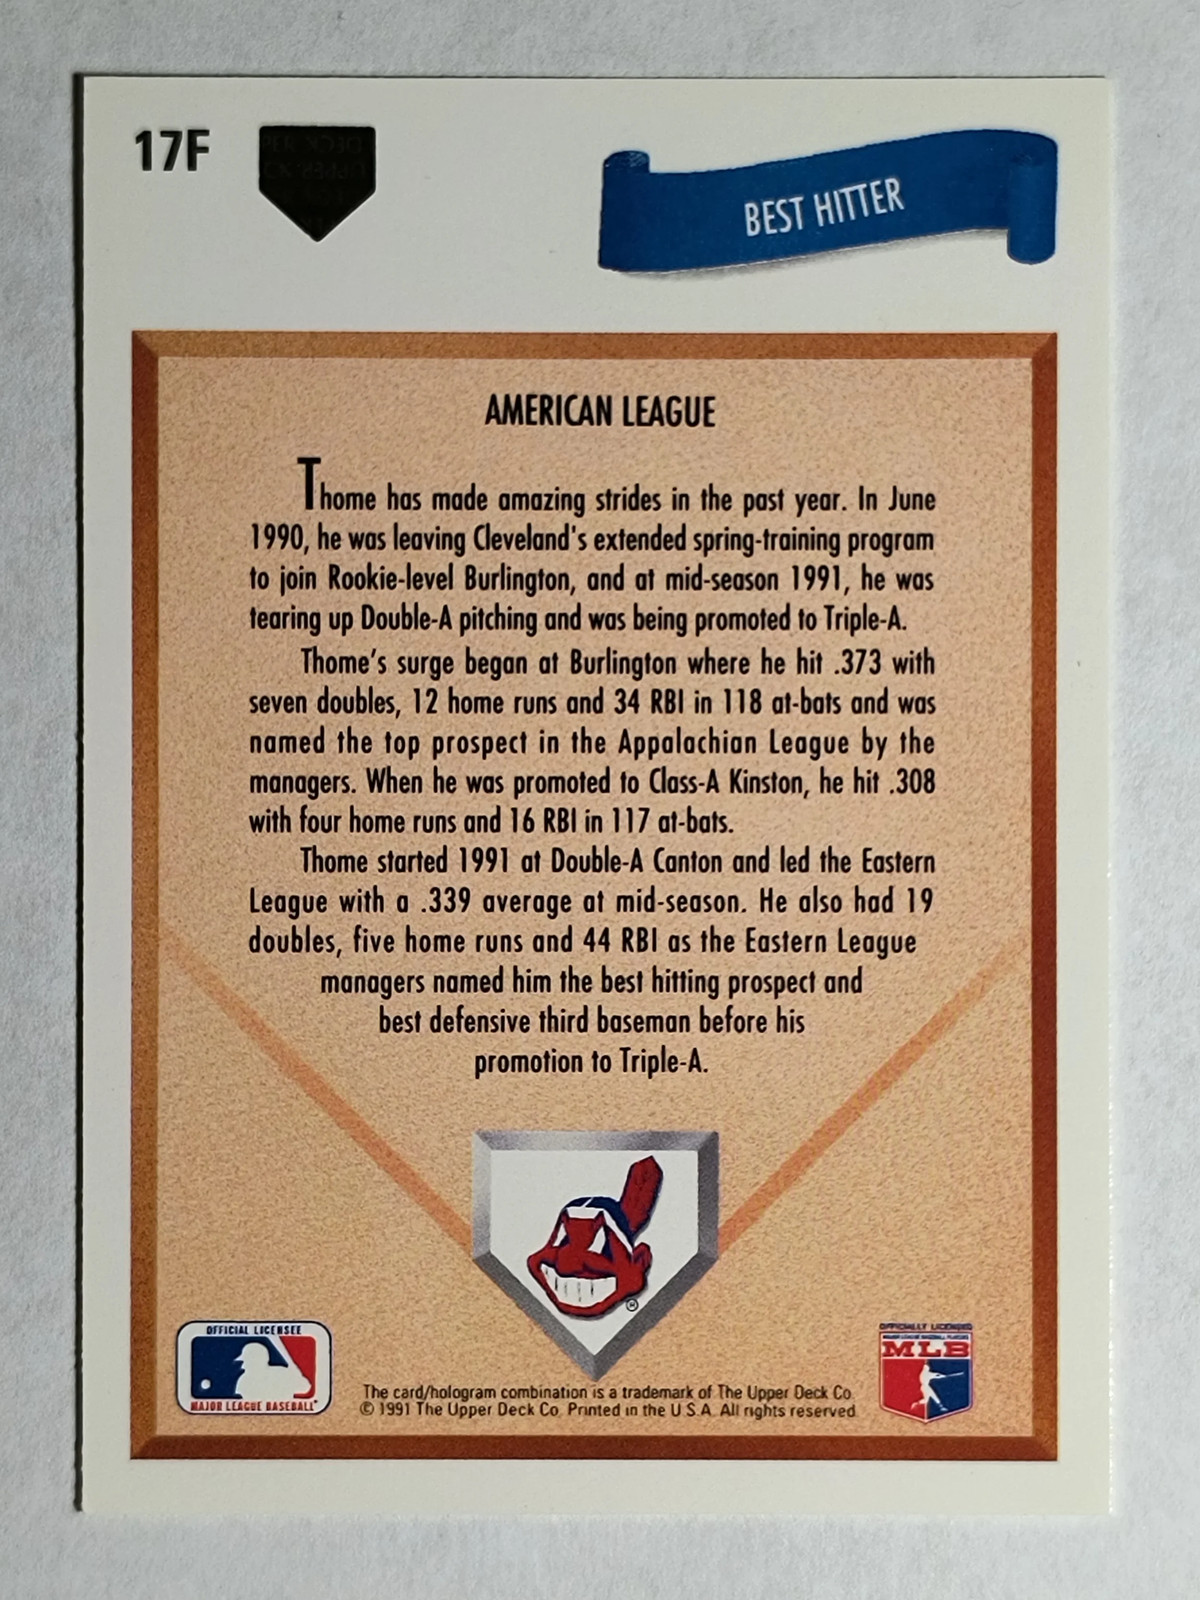 17F
BEST HITTER
AMERICAN LEAGUE
Thome has made amazing strides in the past year. In June
1990, he was leaving Cleveland's extended spring-training program
to join Rookie-level Burlington, and at mid-season 1991, he was
tearing up Double-A pitching and was being promoted to Triple-A.
Thome's surge began at Burlington where he hit .373 with
seven doubles, 12 home runs and 34 RBI in 118 at-bats and was
named the top prospect in the Appalachian League by the
managers. When he was promoted to Class-A Kinston, he hit .308
with four home runs and 16 RBI in 117 at-bats.
Thome started 1991 at Double-A Canton and led the Eastern
League with a .339 average at mid-season. He also had 19
doubles, five home runs and 44 RBI as the Eastern League
managers named him the best hitting prospect and
best defensive third baseman before his
promotion to Triple-A.
®
OFFICIAL LICENSEE
MAJOR LEAGUE BASEBALL
The card/hologram combination is a trademark of The Upper Deck Co.
© 1991 The Upper Deck Co. Printed in the U.S.A. All rights reserved.
OFFICIALLY LICENSED
MAJOR LEAGUE BASEBALL PLAYERS
MLB